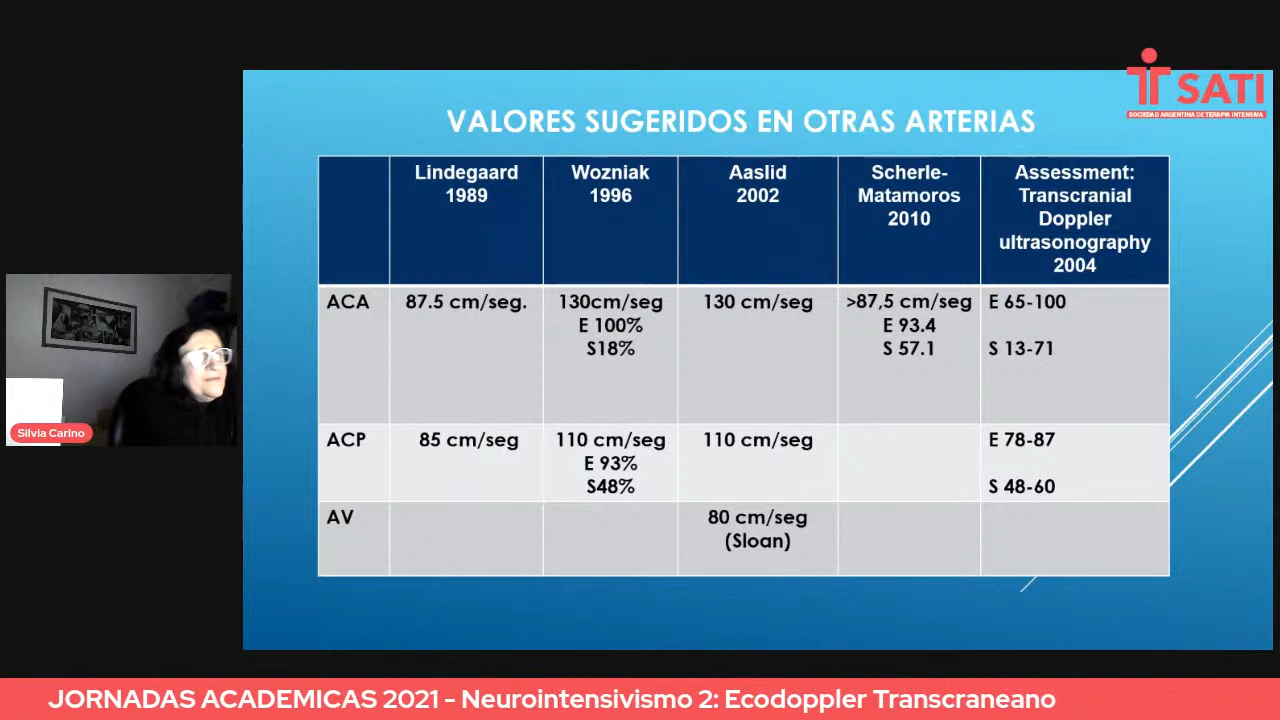 SATI
SOCIEDAD ARGENTINA DE TERAPIA INTENSIVA
VALORES SUGERIDOS EN OTRAS ARTERIAS
Lindegaard
1989
Wozniak
1996
Aaslid
2002
Scherle-
Matamoros
2010
Assessment:
Transcranial
Doppler
ultrasonography
2004
ACA
87.5 cm/seg.
130cm/seg
E 100%
S18%
130 cm/seg
>87,5 cm/seg
E 93.4
S 57.1
E 65-100
S 13-71
ACP
85 cm/seg
110 cm/seg
E 93%
S48%
110 cm/seg
E 78-87
S 48-60
AV
80 cm/seg
(Sloan)
Silvia Carino
JORNADAS ACADEMICAS 2021 - Neurointensivismo 2: Ecodoppler Transcraneano